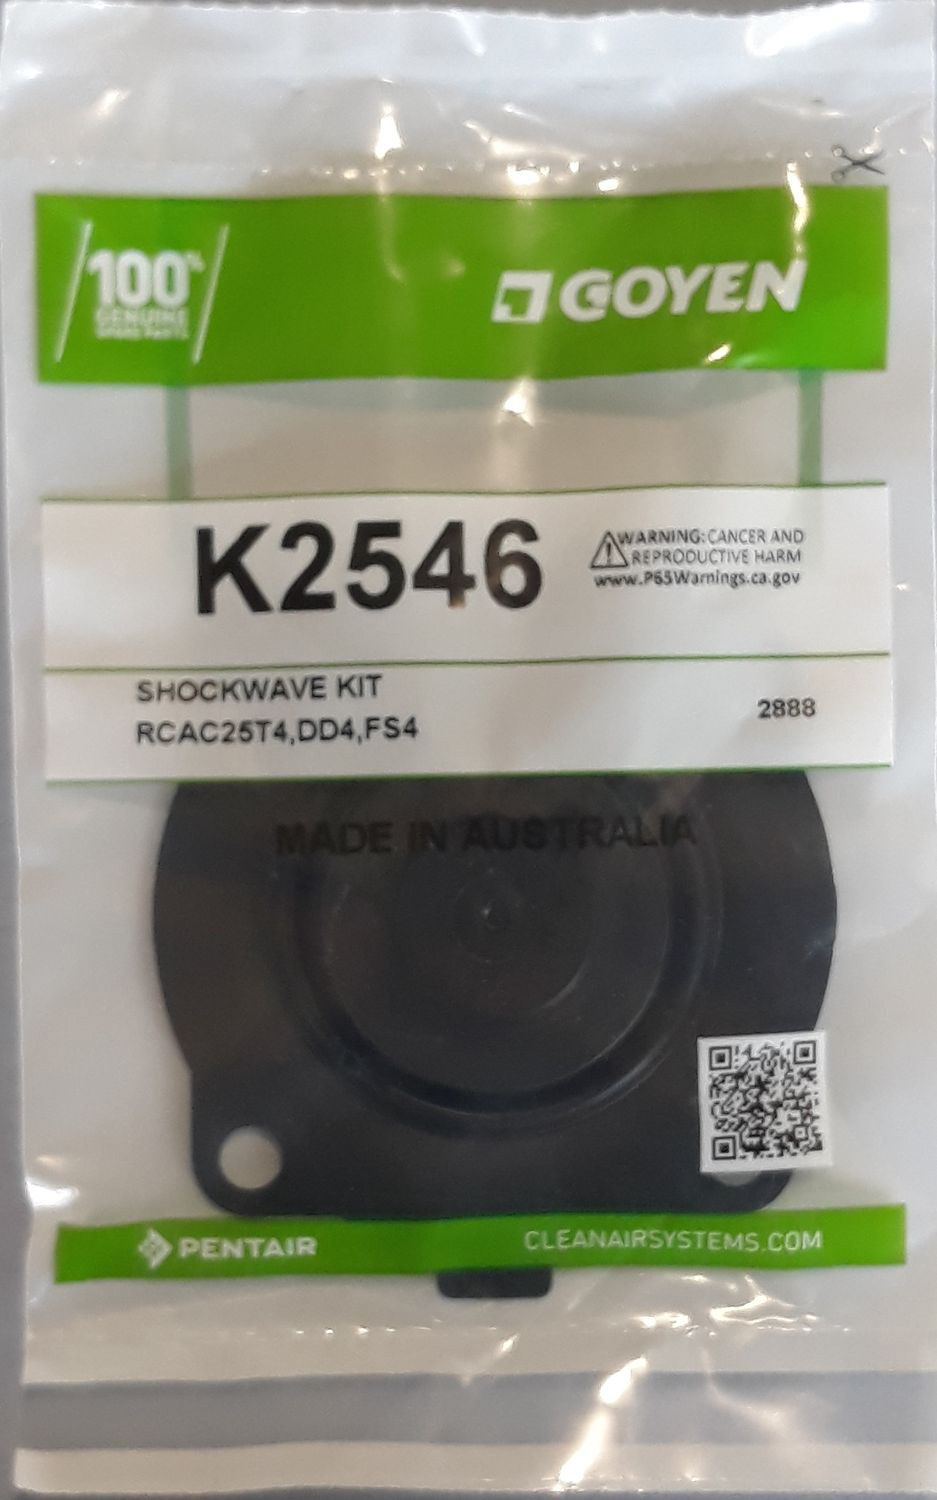 100%
GENUINE
SPARE PARTS
GOYEN
K2546
WARNING: CANCER AND
REPRODUCTIVE HARM
www.P65Warnings.ca.gov
SHOCKWAVE KIT
RCAC25T4,DD4,FS4
2888
MADE IN AUSTRALIA
PENTAIR
CLEANAIRSYSTEMS.COM